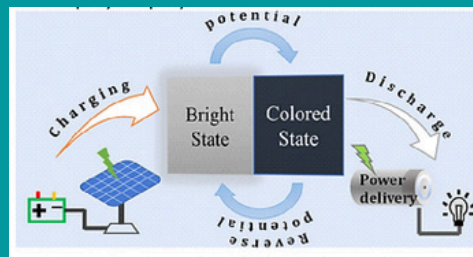 potential
Charging
Bright
State
Colored
State
Discharge
Power
delivery
Reverse
potential